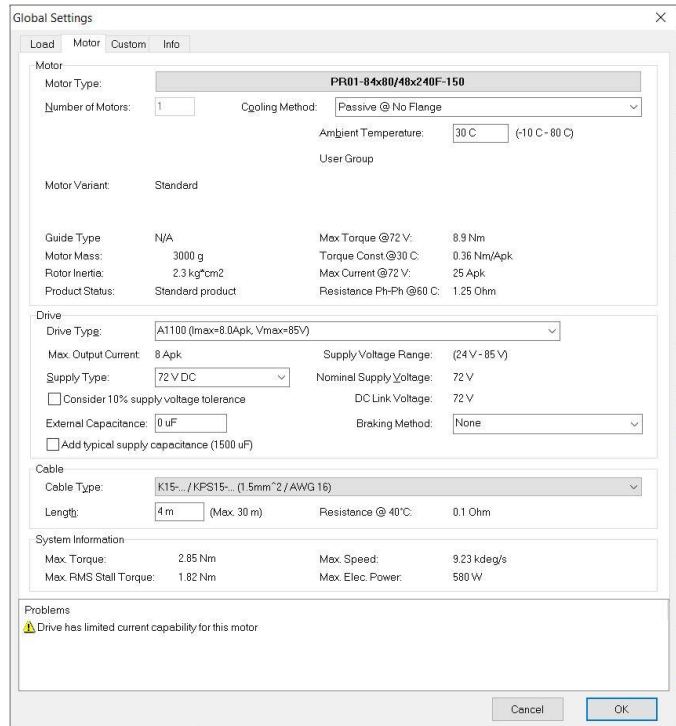 Global Settings
Load Motor Custom Info
Motor
Motor Type: PR01-84x80/48x240F-150
Number of Motors: 1 Cooling Method: Passive @ No Flange
Ambient Temperature: 30 C (-10 C - 80 C)
User Group
Motor Variant: Standard
Guide Type N/A Max Torque @72 V: 8.9 Nm
Motor Mass: 3000 g Torque Const.@30 C: 0.36 Nm/Apk
Rotor Inertia: 2.3 kg*cm2 Max Current @72 V: 25 Apk
Product Status: Standard product Resistance Ph-Ph @60 C: 1.25 Ohm
Drive
Drive Type: A1100 (Imax=8.0Apk, Vmax=85V)
Max. Output Current: 8 Apk Supply Voltage Range: (24 V - 85 V)
Supply Type: 72 V DC Nominal Supply Voltage: 72 V
Consider 10% supply voltage tolerance DC Link Voltage: 72 V
External Capacitance: 0 uF Braking Method: None
Add typical supply capacitance (1500 uF)
Cable
Cable Type: K15-... / KPS15-... (1.5mm^2 / AWG 16)
Length: 4 m (Max. 30 m) Resistance @ 40°C: 0.1 Ohm
System Information
Max. Torque: 2.85 Nm Max. Speed: 9.23 kdeg/s
Max. RMS Stall Torque: 1.82 Nm Max. Elec. Power: 580 W
Problems
Drive has limited current capability for this motor
Cancel OK